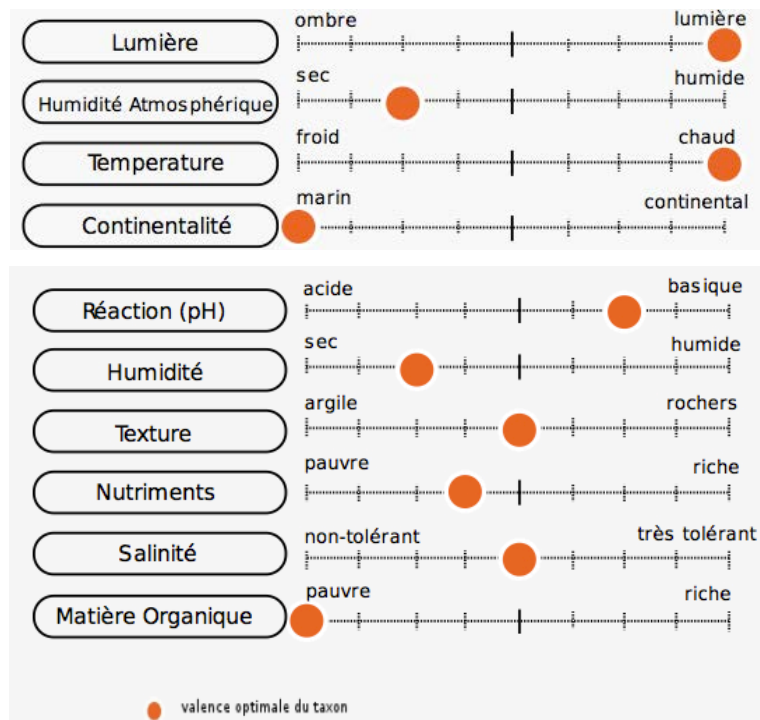 ombre lumière
Lumière
sec humide
Humidité Atmosphérique
froid chaud
Temperature
marin continental
Continentalité
acide basique
Réaction (pH)
sec humide
Humidité
argile rochers
Texture
pauvre riche
Nutriments
non-tolérant très tolérant
Salinité
pauvre riche
Matière Organique
valence optimale du taxon